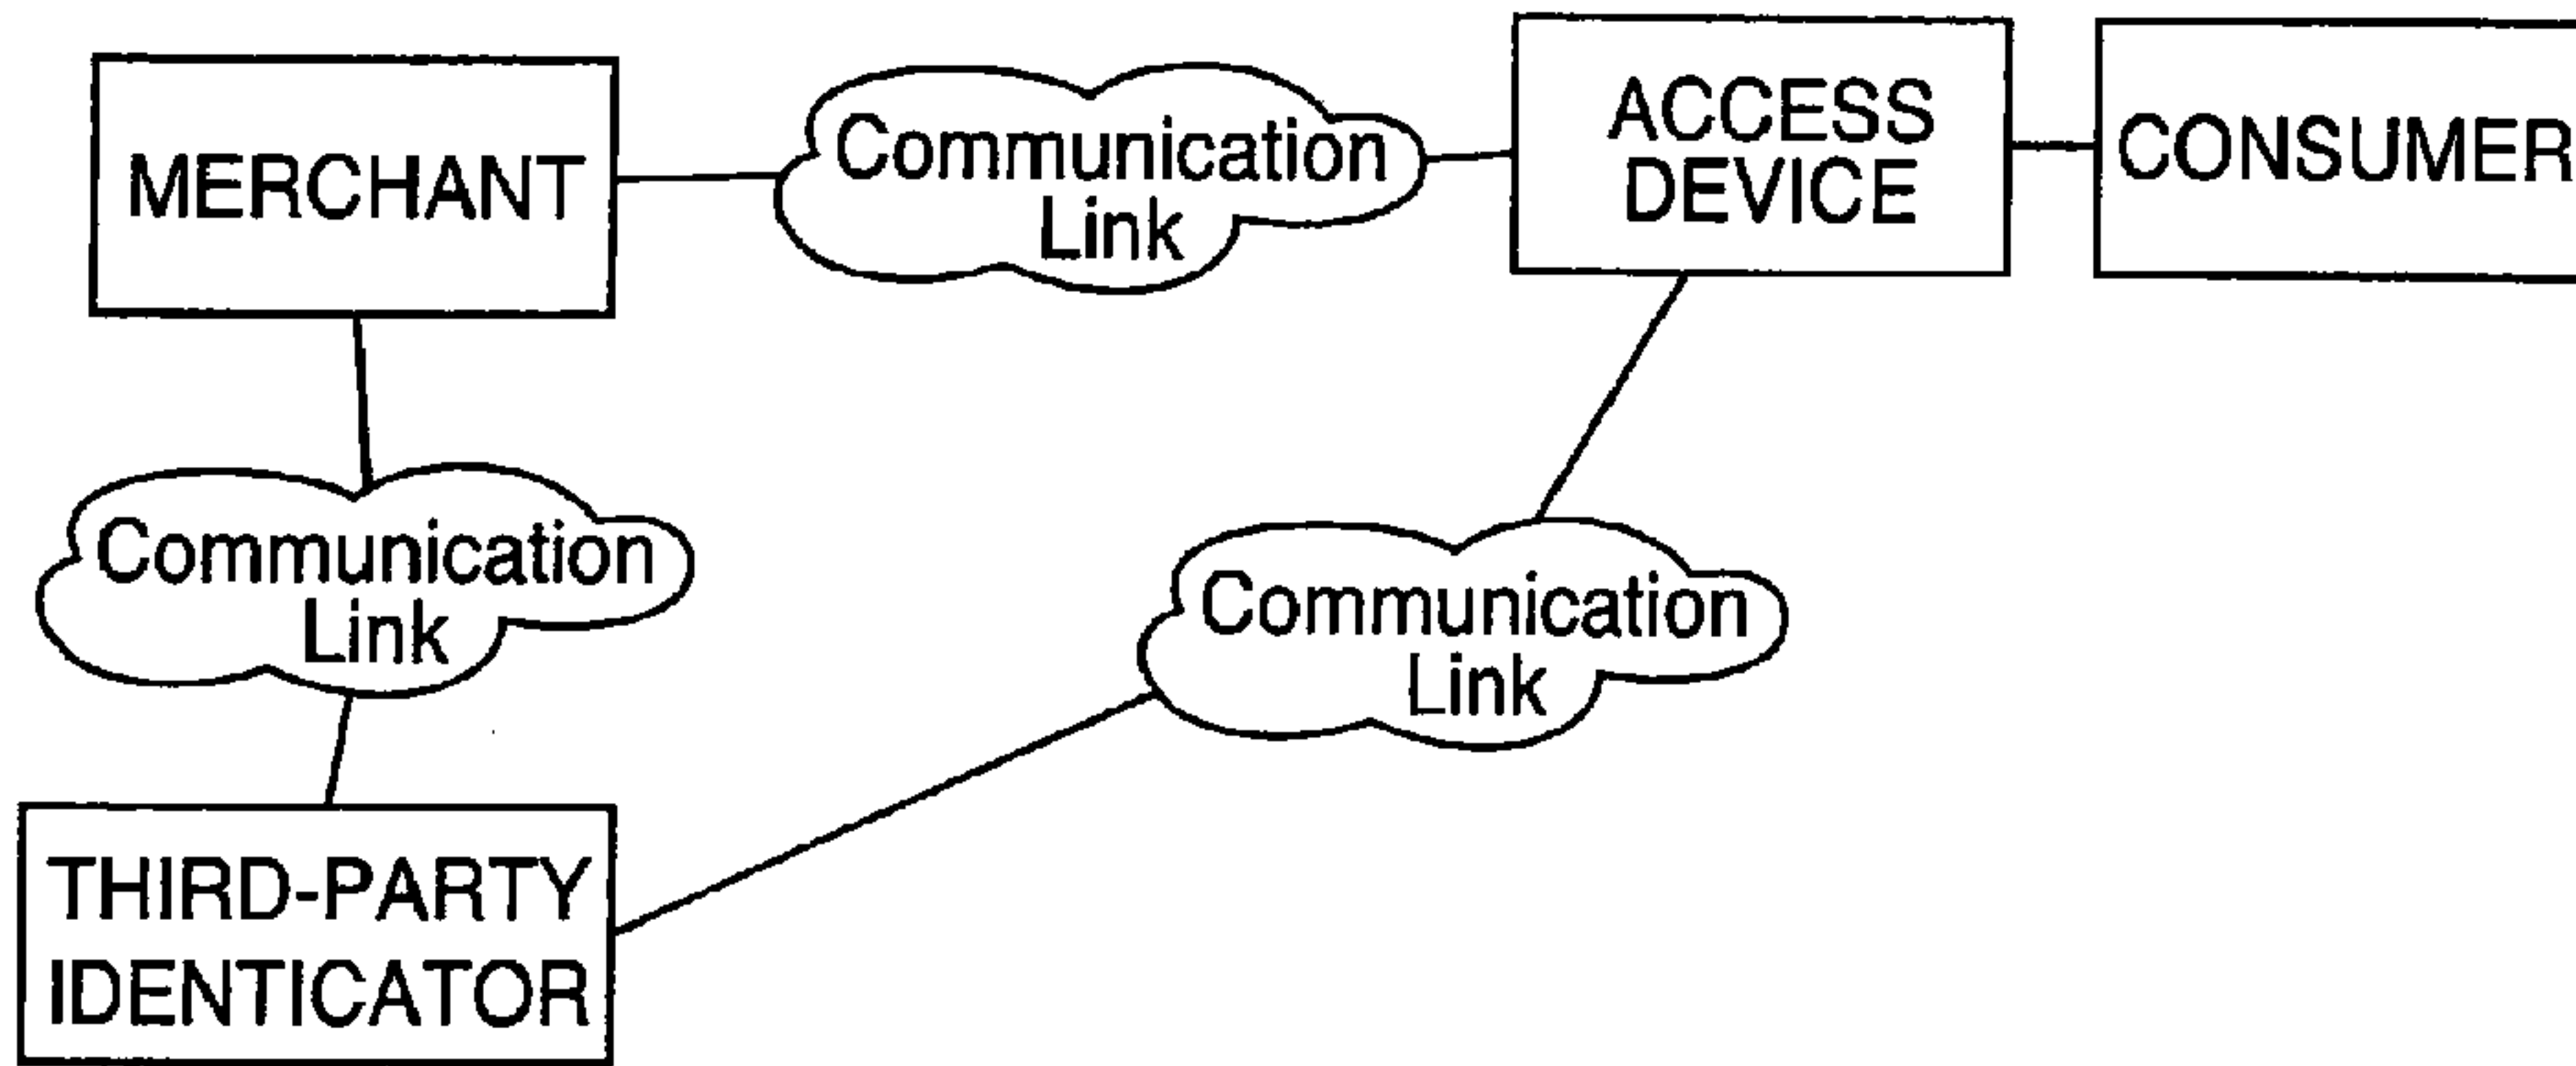 MERCHANT
Communication
Link
ACCESS
DEVICE
CONSUMER
Communication
Link
Communication
Link
THIRD-PARTY
IDENTICATOR